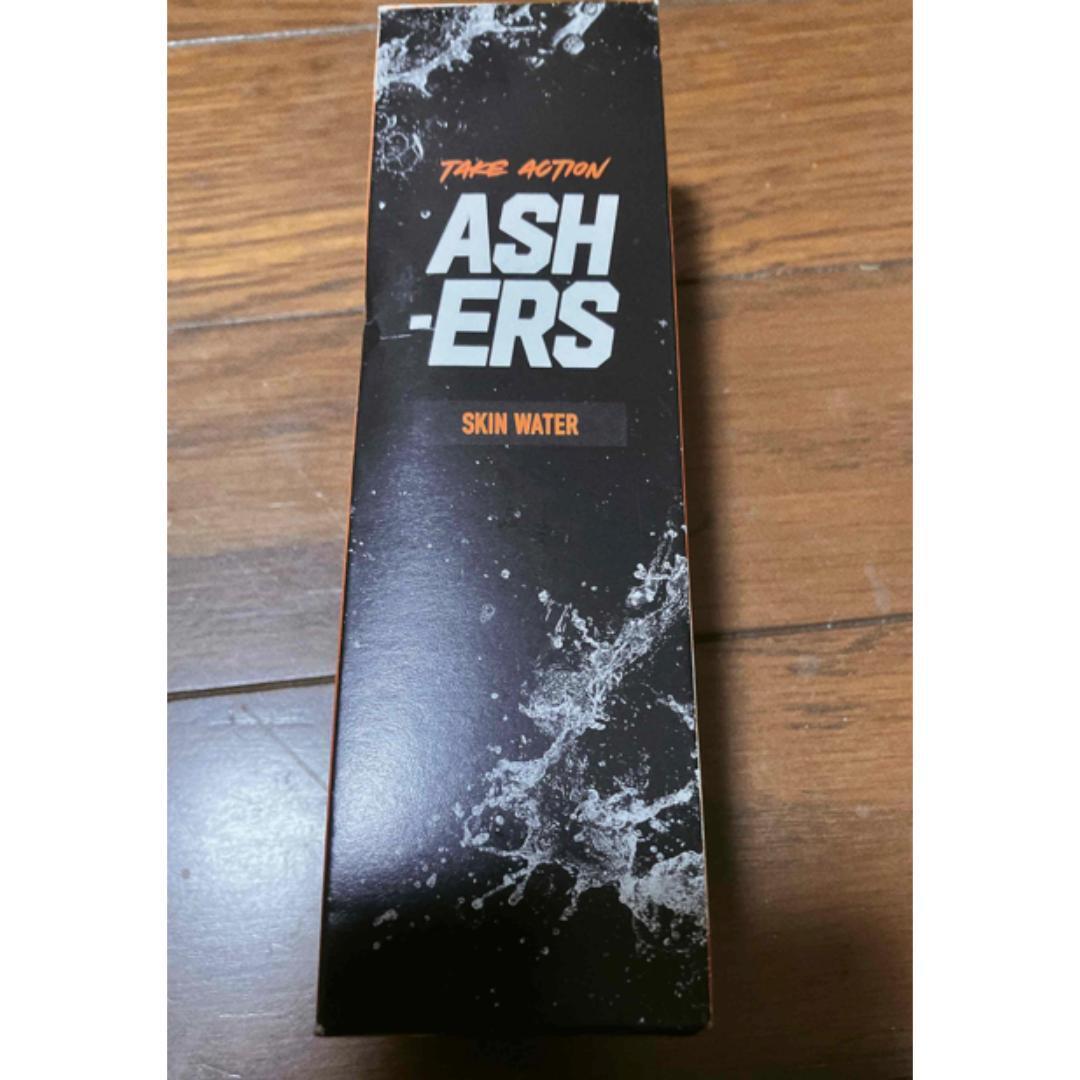 TAKE ACTION
ASH
-ERS
SKIN WATER